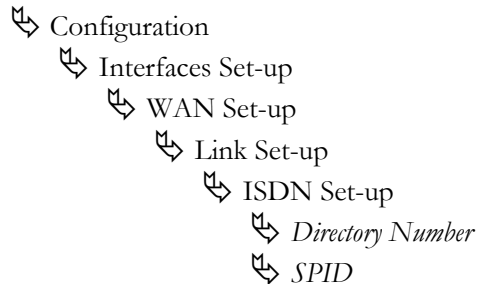 Configuration
Interfaces Set-up
WAN Set-up
Link Set-up
ISDN Set-up
Directory Number
SPID